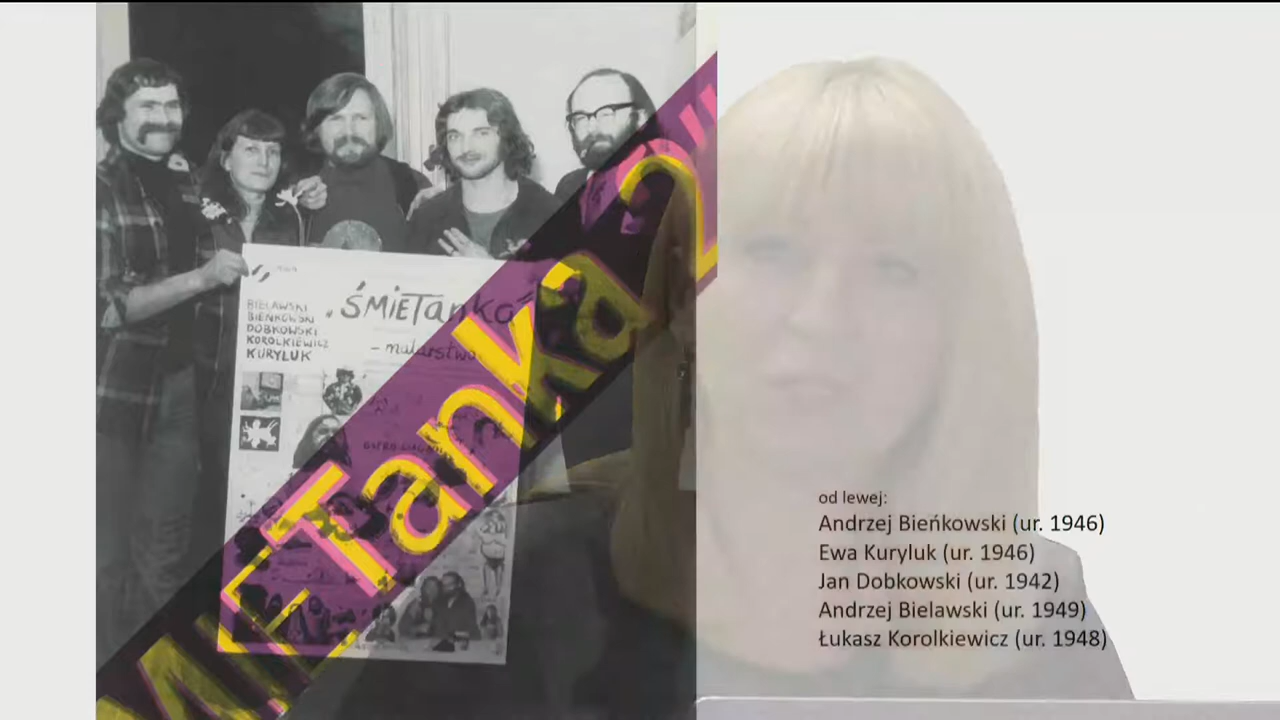 BIELAWSKI
BIEŃKOWSKI
DOBKOWSKI
KOROLKIEWICZ
KURYLUK
„ŚMIETanka”
- malarstwo
MIETanka
od lewej:
Andrzej Bieńkowski (ur. 1946)
Ewa Kuryluk (ur. 1946)
Jan Dobkowski (ur. 1942)
Andrzej Bielawski (ur. 1949)
Łukasz Korolkiewicz (ur. 1948)